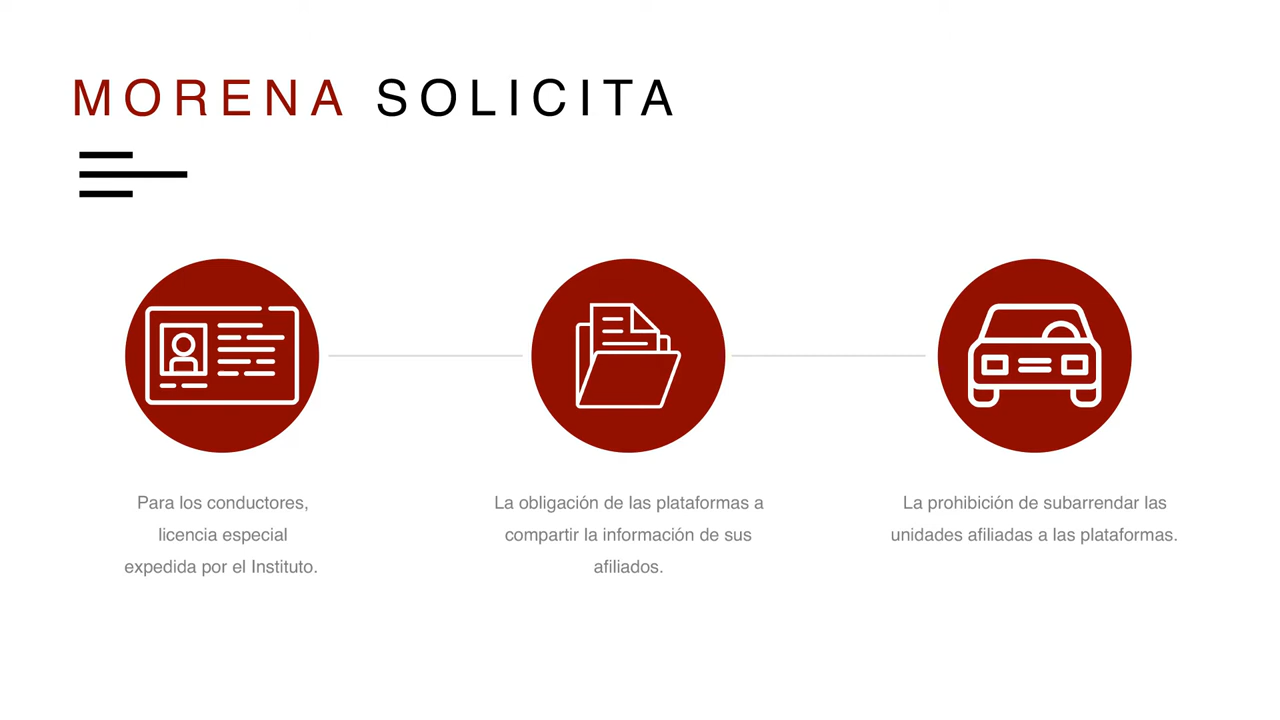 MORENA SOLICITA
Para los conductores,
licencia especial
expedida por el Instituto.
La obligación de las plataformas a
compartir la información de sus
afiliados.
La prohibición de subarrendar las
unidades afiliadas a las plataformas.